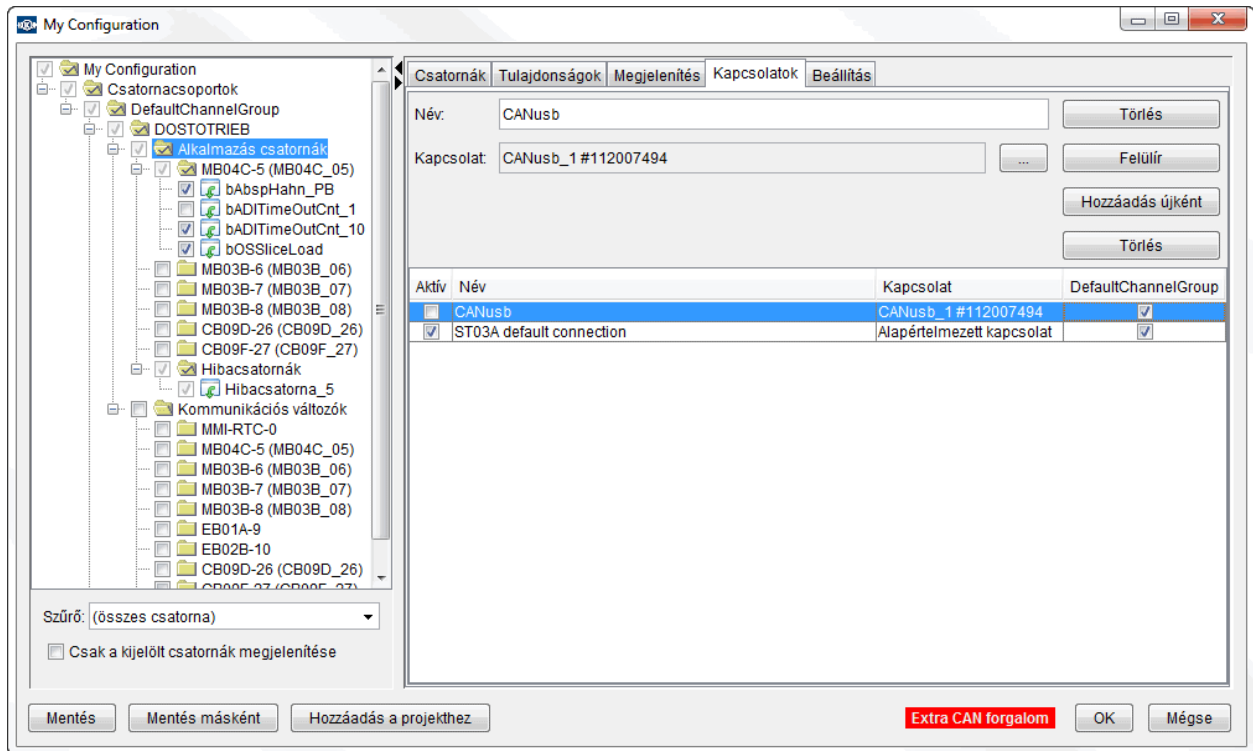 My Configuration
My Configuration
Csatornacsoportok
DefaultChannelGroup
DOSTOTRIEB
Alkalmazás csatornák
MB04C-5 (MB04C_05)
bAbspHahn_PB
bADITimeOutCnt_1
bADITimeOutCnt_10
bOSSliceLoad
MB03B-6 (MB03B_06)
MB03B-7 (MB03B_07)
MB03B-8 (MB03B_08)
CB09D-26 (CB09D_26)
CB09F-27 (CB09F_27)
Hibacsatornák
Hibacsatorna_5
Kommunikációs változók
MMI-RTC-0
MB04C-5 (MB04C_05)
MB03B-6 (MB03B_06)
MB03B-7 (MB03B_07)
MB03B-8 (MB03B_08)
EB01A-9
EB02B-10
CB09D-26 (CB09D_26)
CB09F-27 (CB09F_27)
Szűrő: (összes csatorna)
Csak a kijelölt csatornák megjelenítése
Csatornák Tulajdonságok Megjelenítés Kapcsolatok Beállítás
Név: CANusb Törlés
Kapcsolat: CANusb_1 #112007494 ... Felülír
Hozzáadás újként
Törlés
Aktív Név Kapcsolat DefaultChannelGroup
CANusb CANusb_1 #112007494
ST03A default connection Alapértelmezett kapcsolat
Mentés Mentés másként Hozzáadás a projekthez Extra CAN forgalom OK Mégse